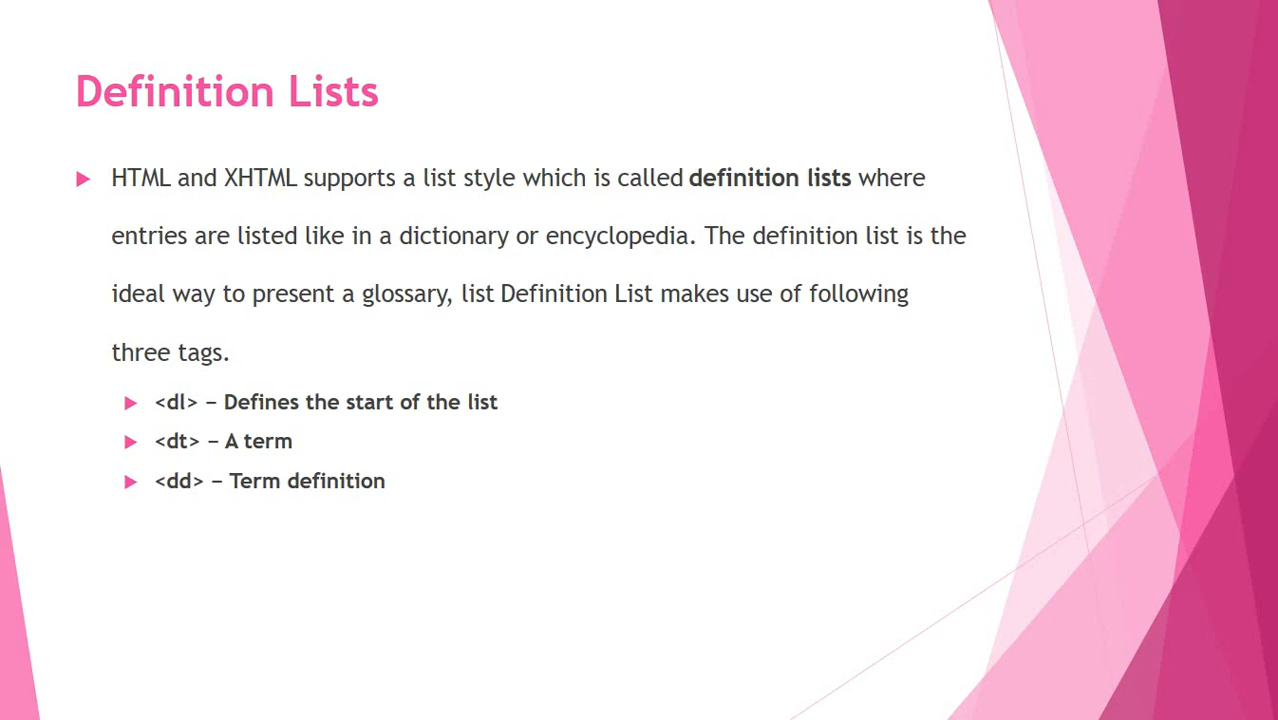 Definition Lists
HTML and XHTML supports a list style which is called definition lists where
entries are listed like in a dictionary or encyclopedia. The definition list is the
ideal way to present a glossary, list Definition List makes use of following
three tags.
<dl> − Defines the start of the list
<dt> − A term
<dd> − Term definition